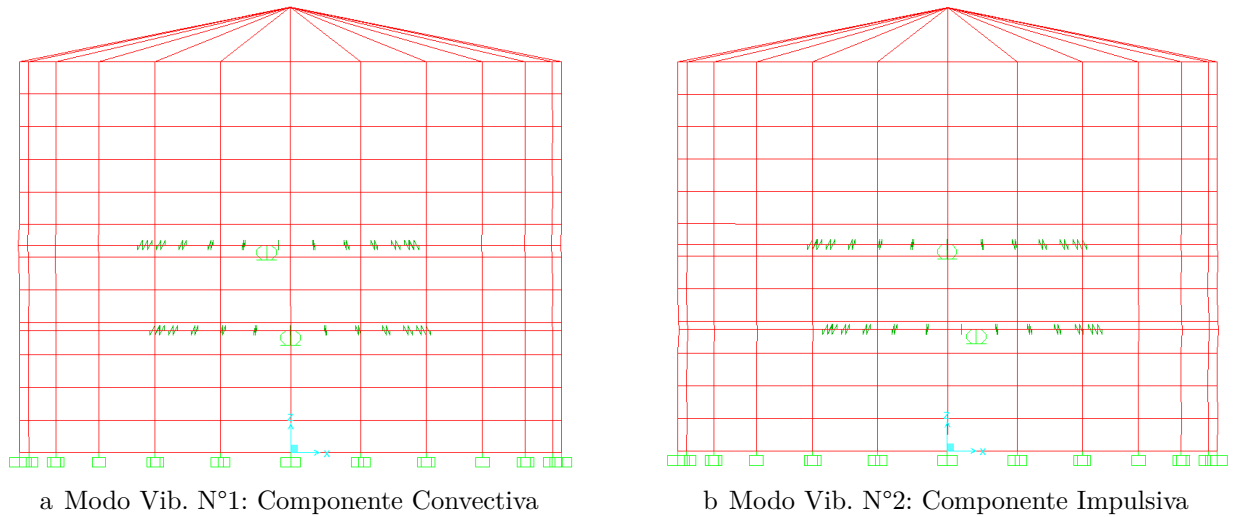 Z
X
Z
X
a Modo Vib. N°1: Componente Convectiva
b Modo Vib. N°2: Componente Impulsiva